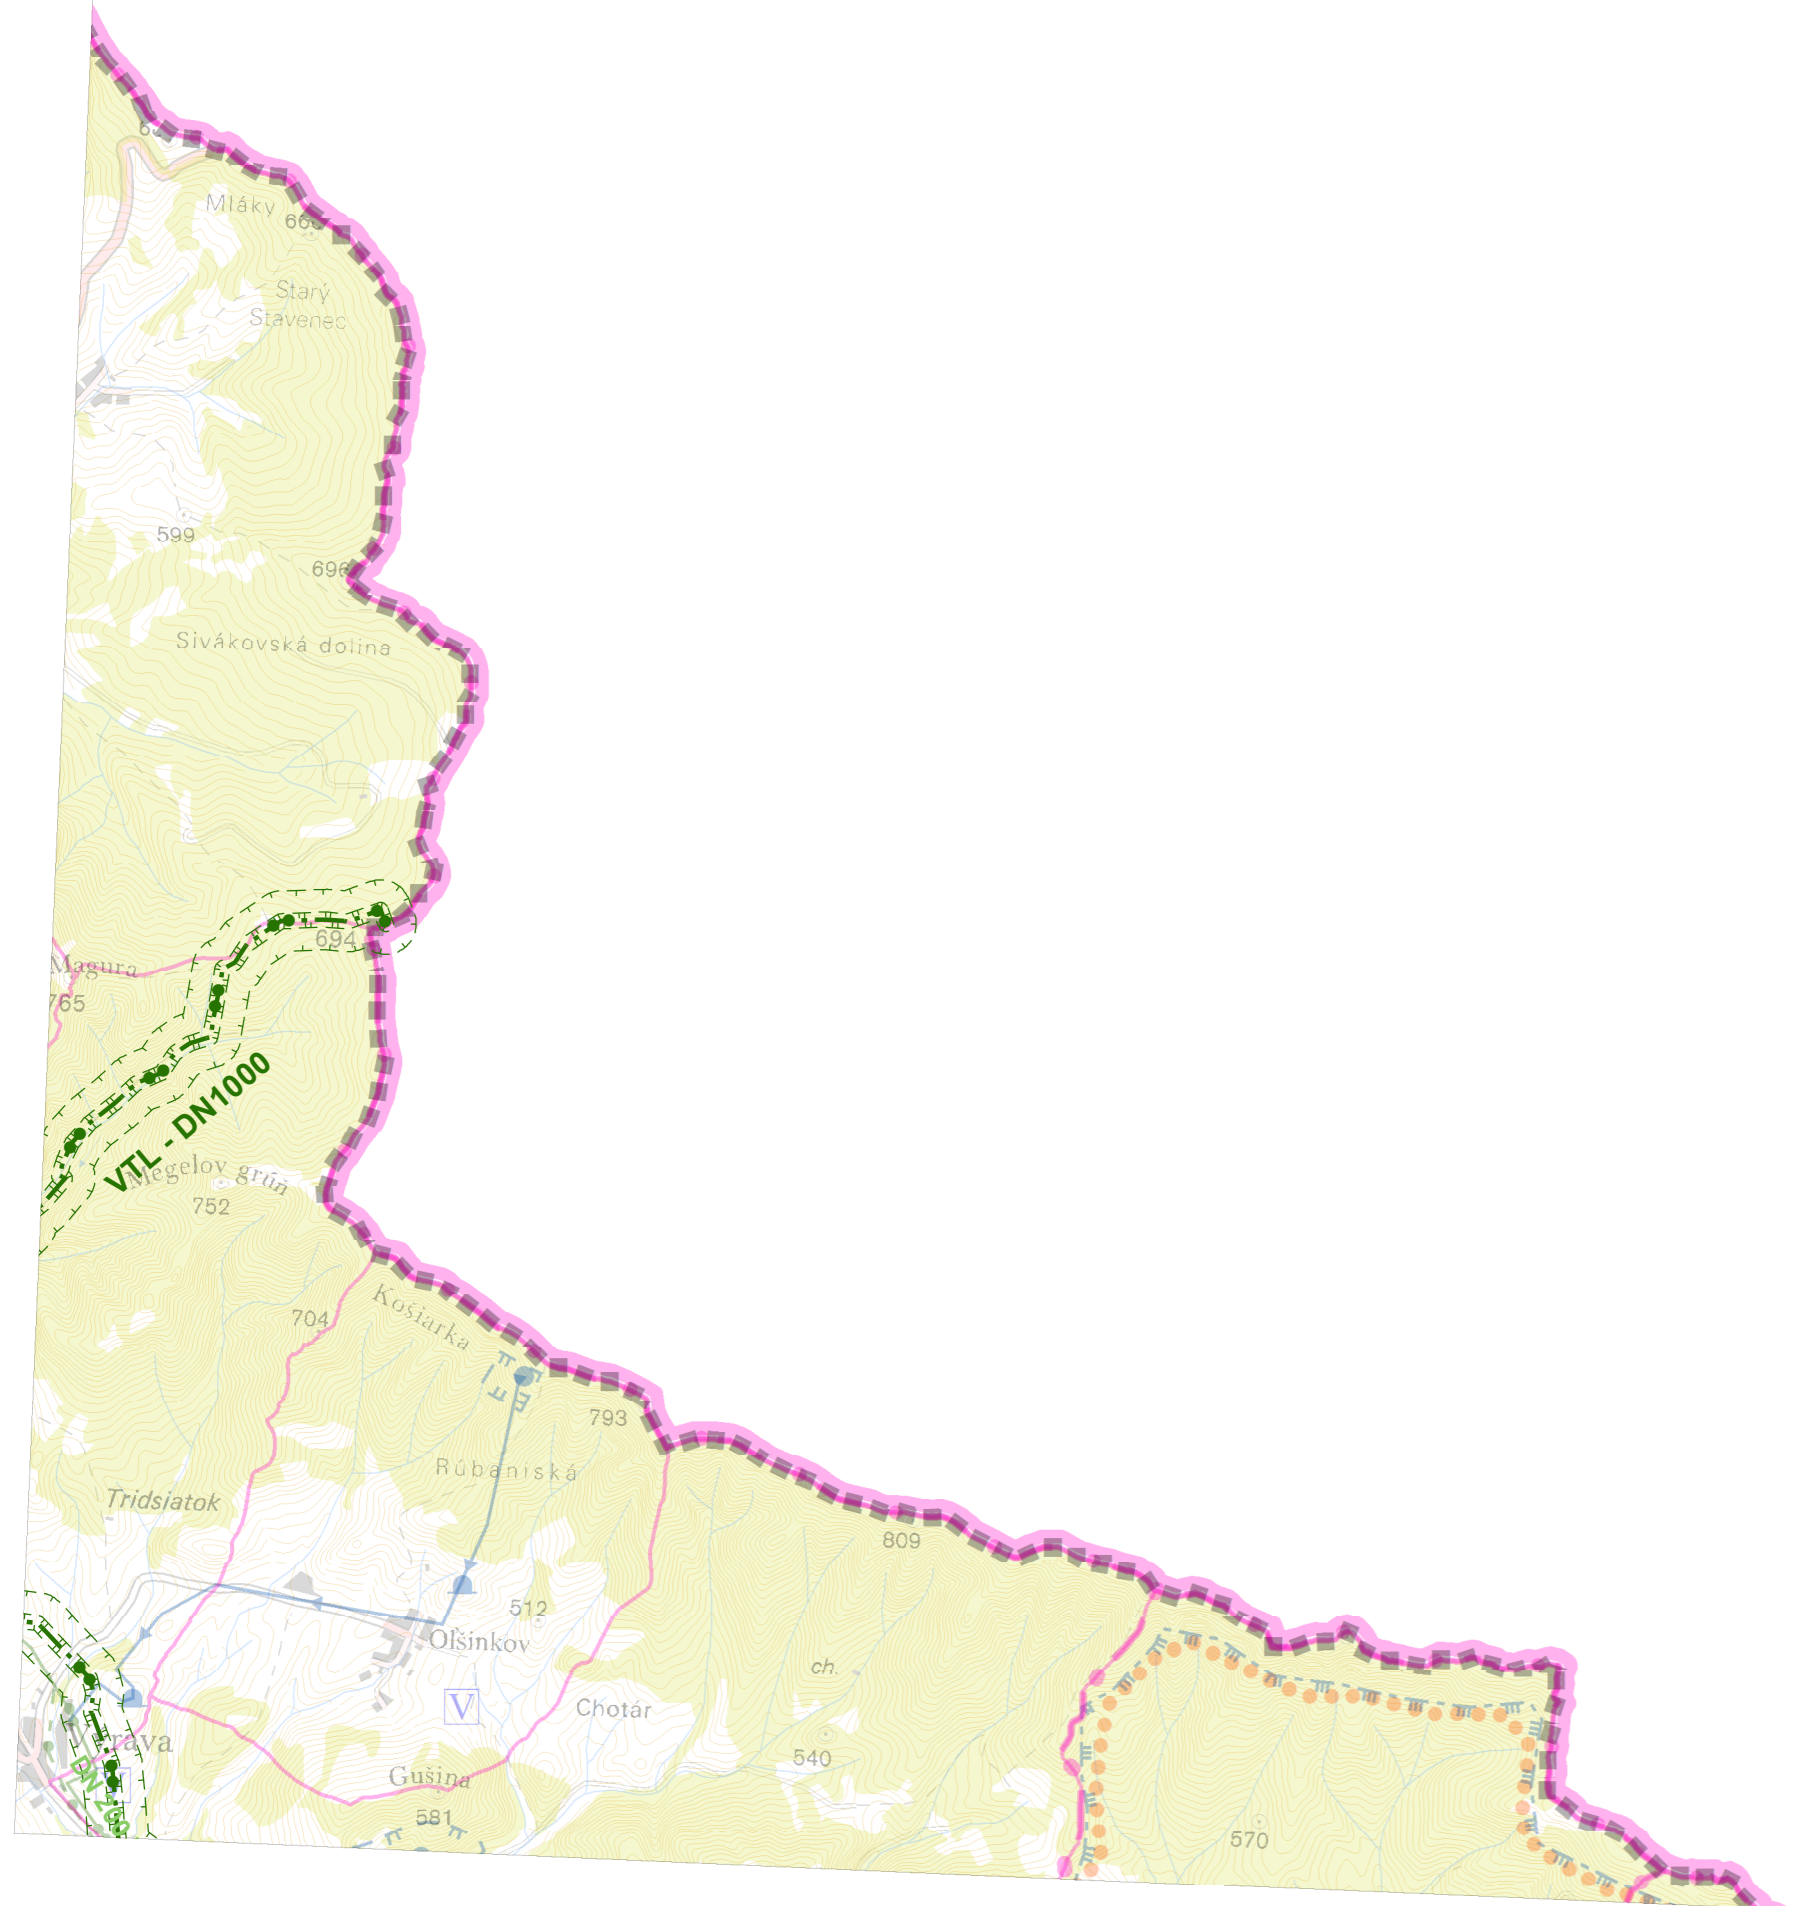 Mláky
Starý
Stavenec
599
696
Sivákovská dolina
694
Magura
765
VTL - DN1000
Megelov grúň
752
Košiarka
704
793
Rúbaniská
Tridsiatok
809
512
Oľšinkov
ch.
V
Chotár
540
Gušina
581
570